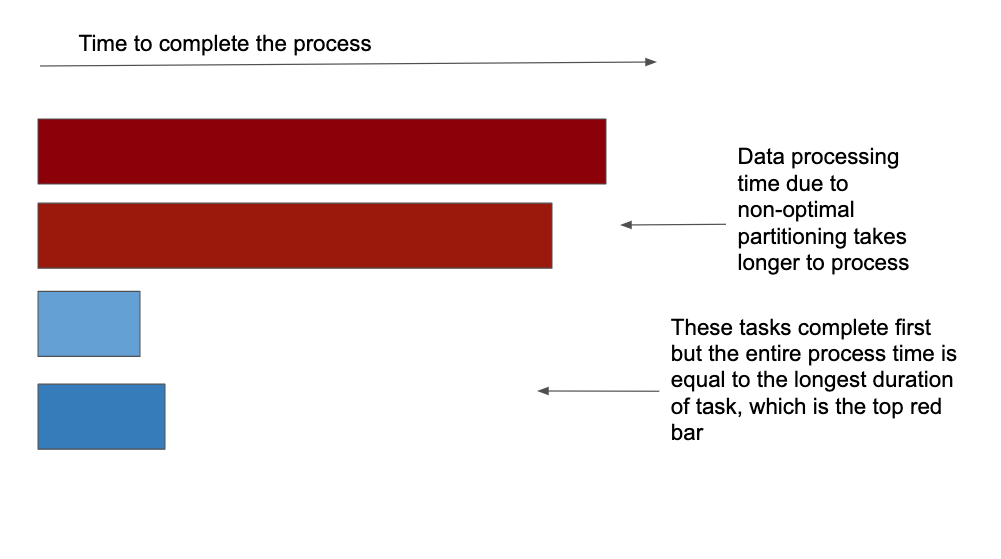 Time to complete the process
Data processing
time due to
non-optimal
partitioning takes
longer to process
These tasks complete first
but the entire process time is
equal to the longest duration
of task, which is the top red
bar